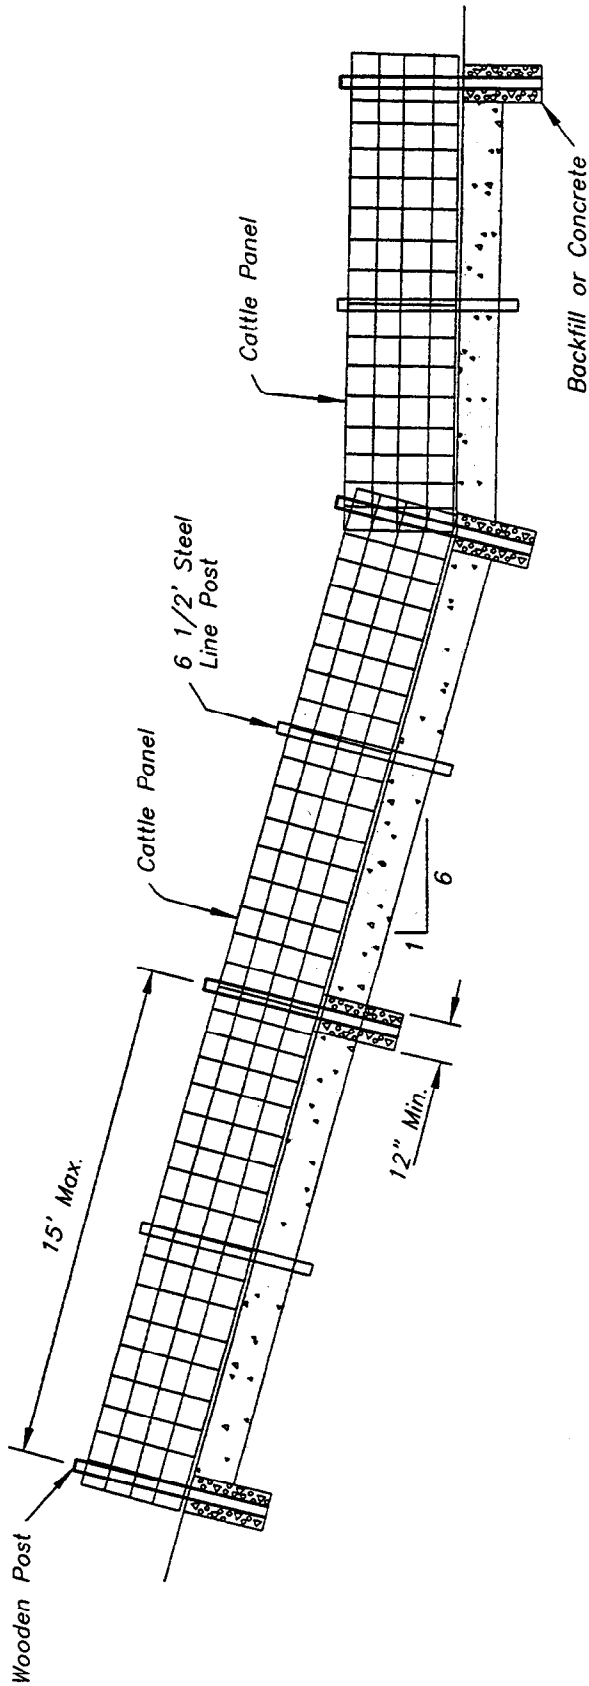 Wooden Post
15' Max.
Cattle Panel
6 1/2' Steel
Line Post
Cattle Panel
12" Min.
1
6
Backfill or Concrete